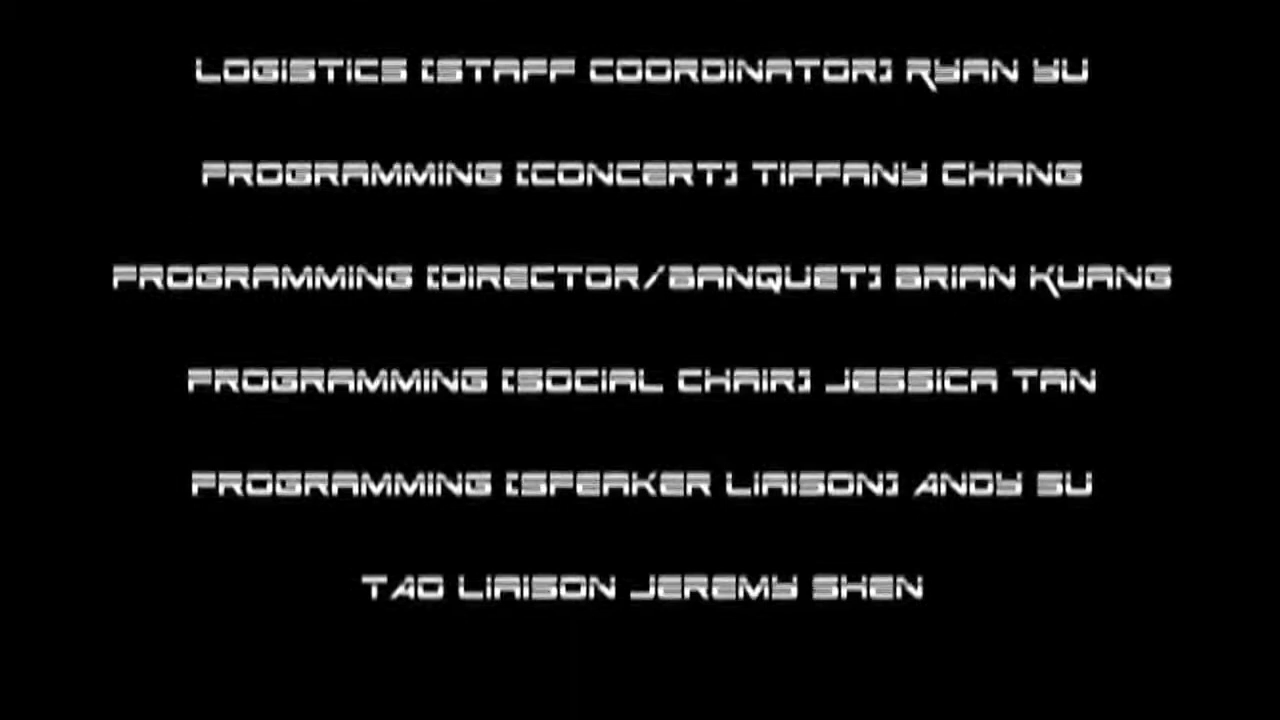 LOGISTICS [STAFF COORDINATOR] RYAN YU
PROGRAMMING [CONCERT] TIFFANY CHANG
PROGRAMMING [DIRECTOR/BANQUET] BRIAN KUANG
PROGRAMMING [SOCIAL CHAIR] JESSICA TAN
PROGRAMMING [SPEAKER LIAISON] ANDY SU
TAO LIAISON JEREMY SHEN